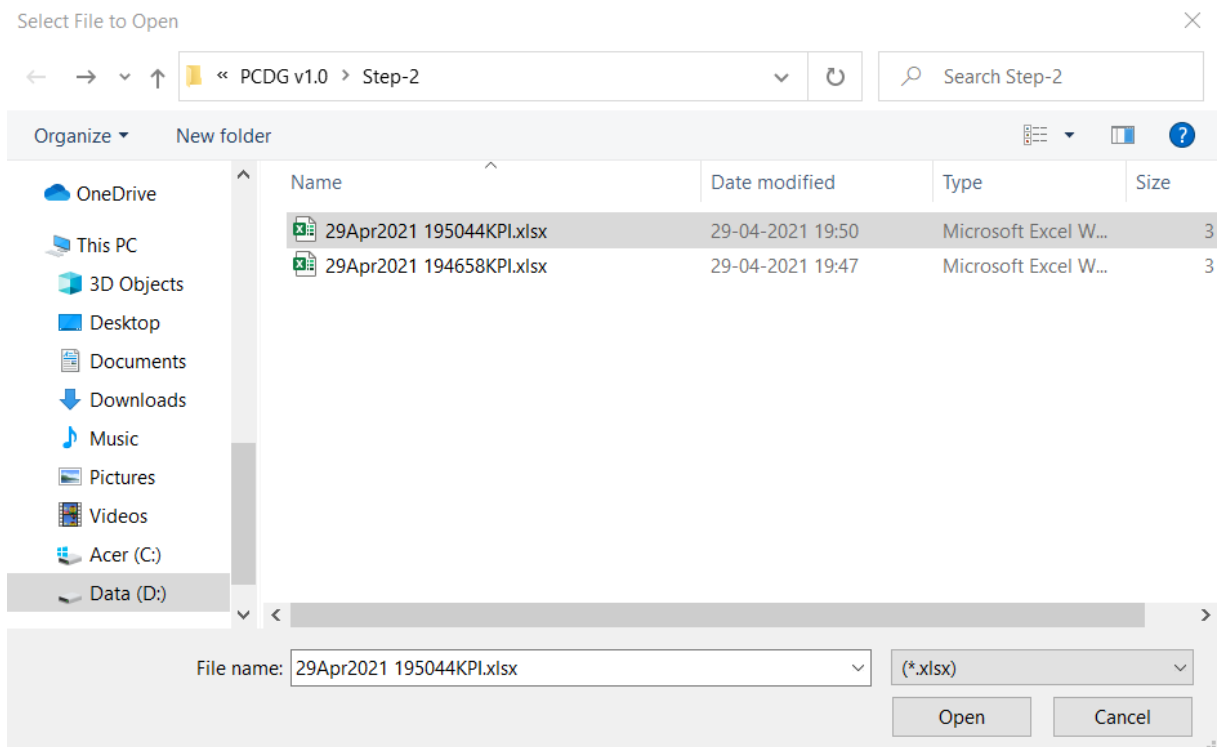 Select File to Open
« PCDG v1.0 > Step-2
Search Step-2
Organize
New folder
?
Name
Date modified
Type
Size
OneDrive
This PC
3D Objects
Desktop
Documents
Downloads
Music
Pictures
Videos
Acer (C:)
Data (D:)
29Apr2021 195044KPI.xlsx 29-04-2021 19:50 Microsoft Excel W... 3
29Apr2021 194658KPI.xlsx 29-04-2021 19:47 Microsoft Excel W... 3
File name: 29Apr2021 195044KPI.xlsx (*.xlsx)
Open
Cancel